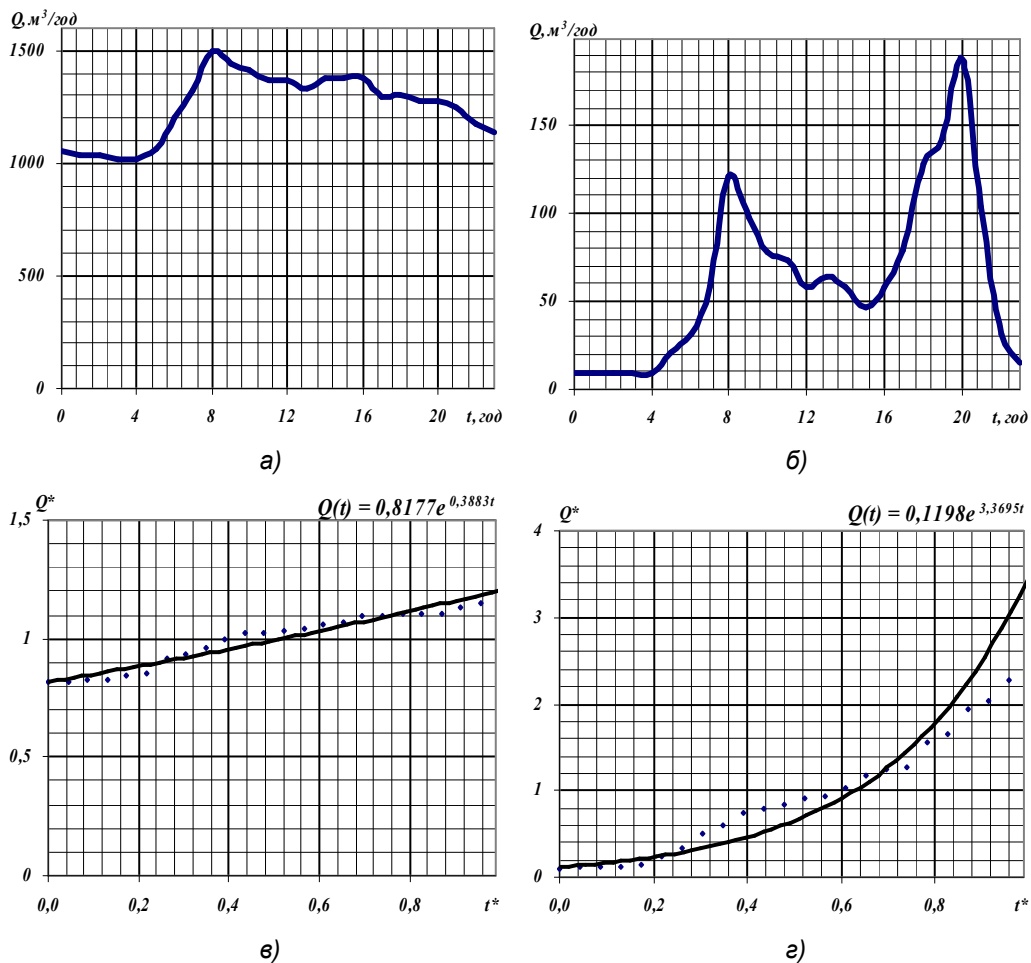 Q, м³/год
1500
1000
500
0
0 4 8 12 16 20 t, год
а)
Q, м³/год
150
100
50
0
0 4 8 12 16 20 t, год
б)
Q*
Q(t) = 0,8177e^0,3883t
1,5
1
0,5
0
0,0 0,2 0,4 0,6 0,8 t*
в)
Q*
Q(t) = 0,1198e^3,3695t
4
3
2
1
0
0,0 0,2 0,4 0,6 0,8 t*
г)